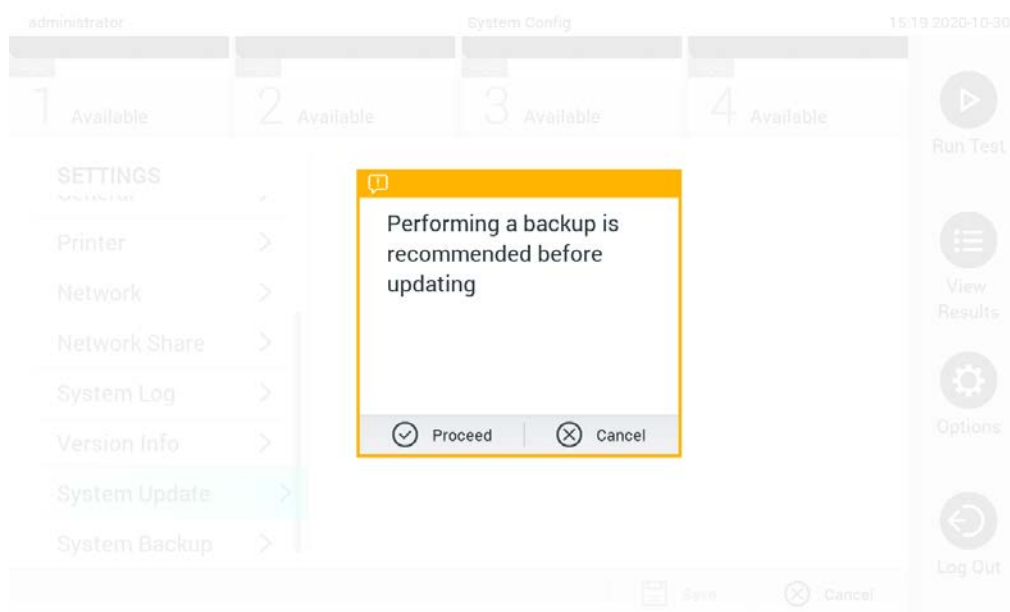 administrator System Config 15:19 2020-10-30
1 Available 2 Available 3 Available 4 Available
Run Test
SETTINGS
General
Printer
Network
Network Share
System Log
Version Info
System Update
System Backup
Performing a backup is
recommended before
updating
Proceed Cancel
View
Results
Options
Log Out
Save Cancel